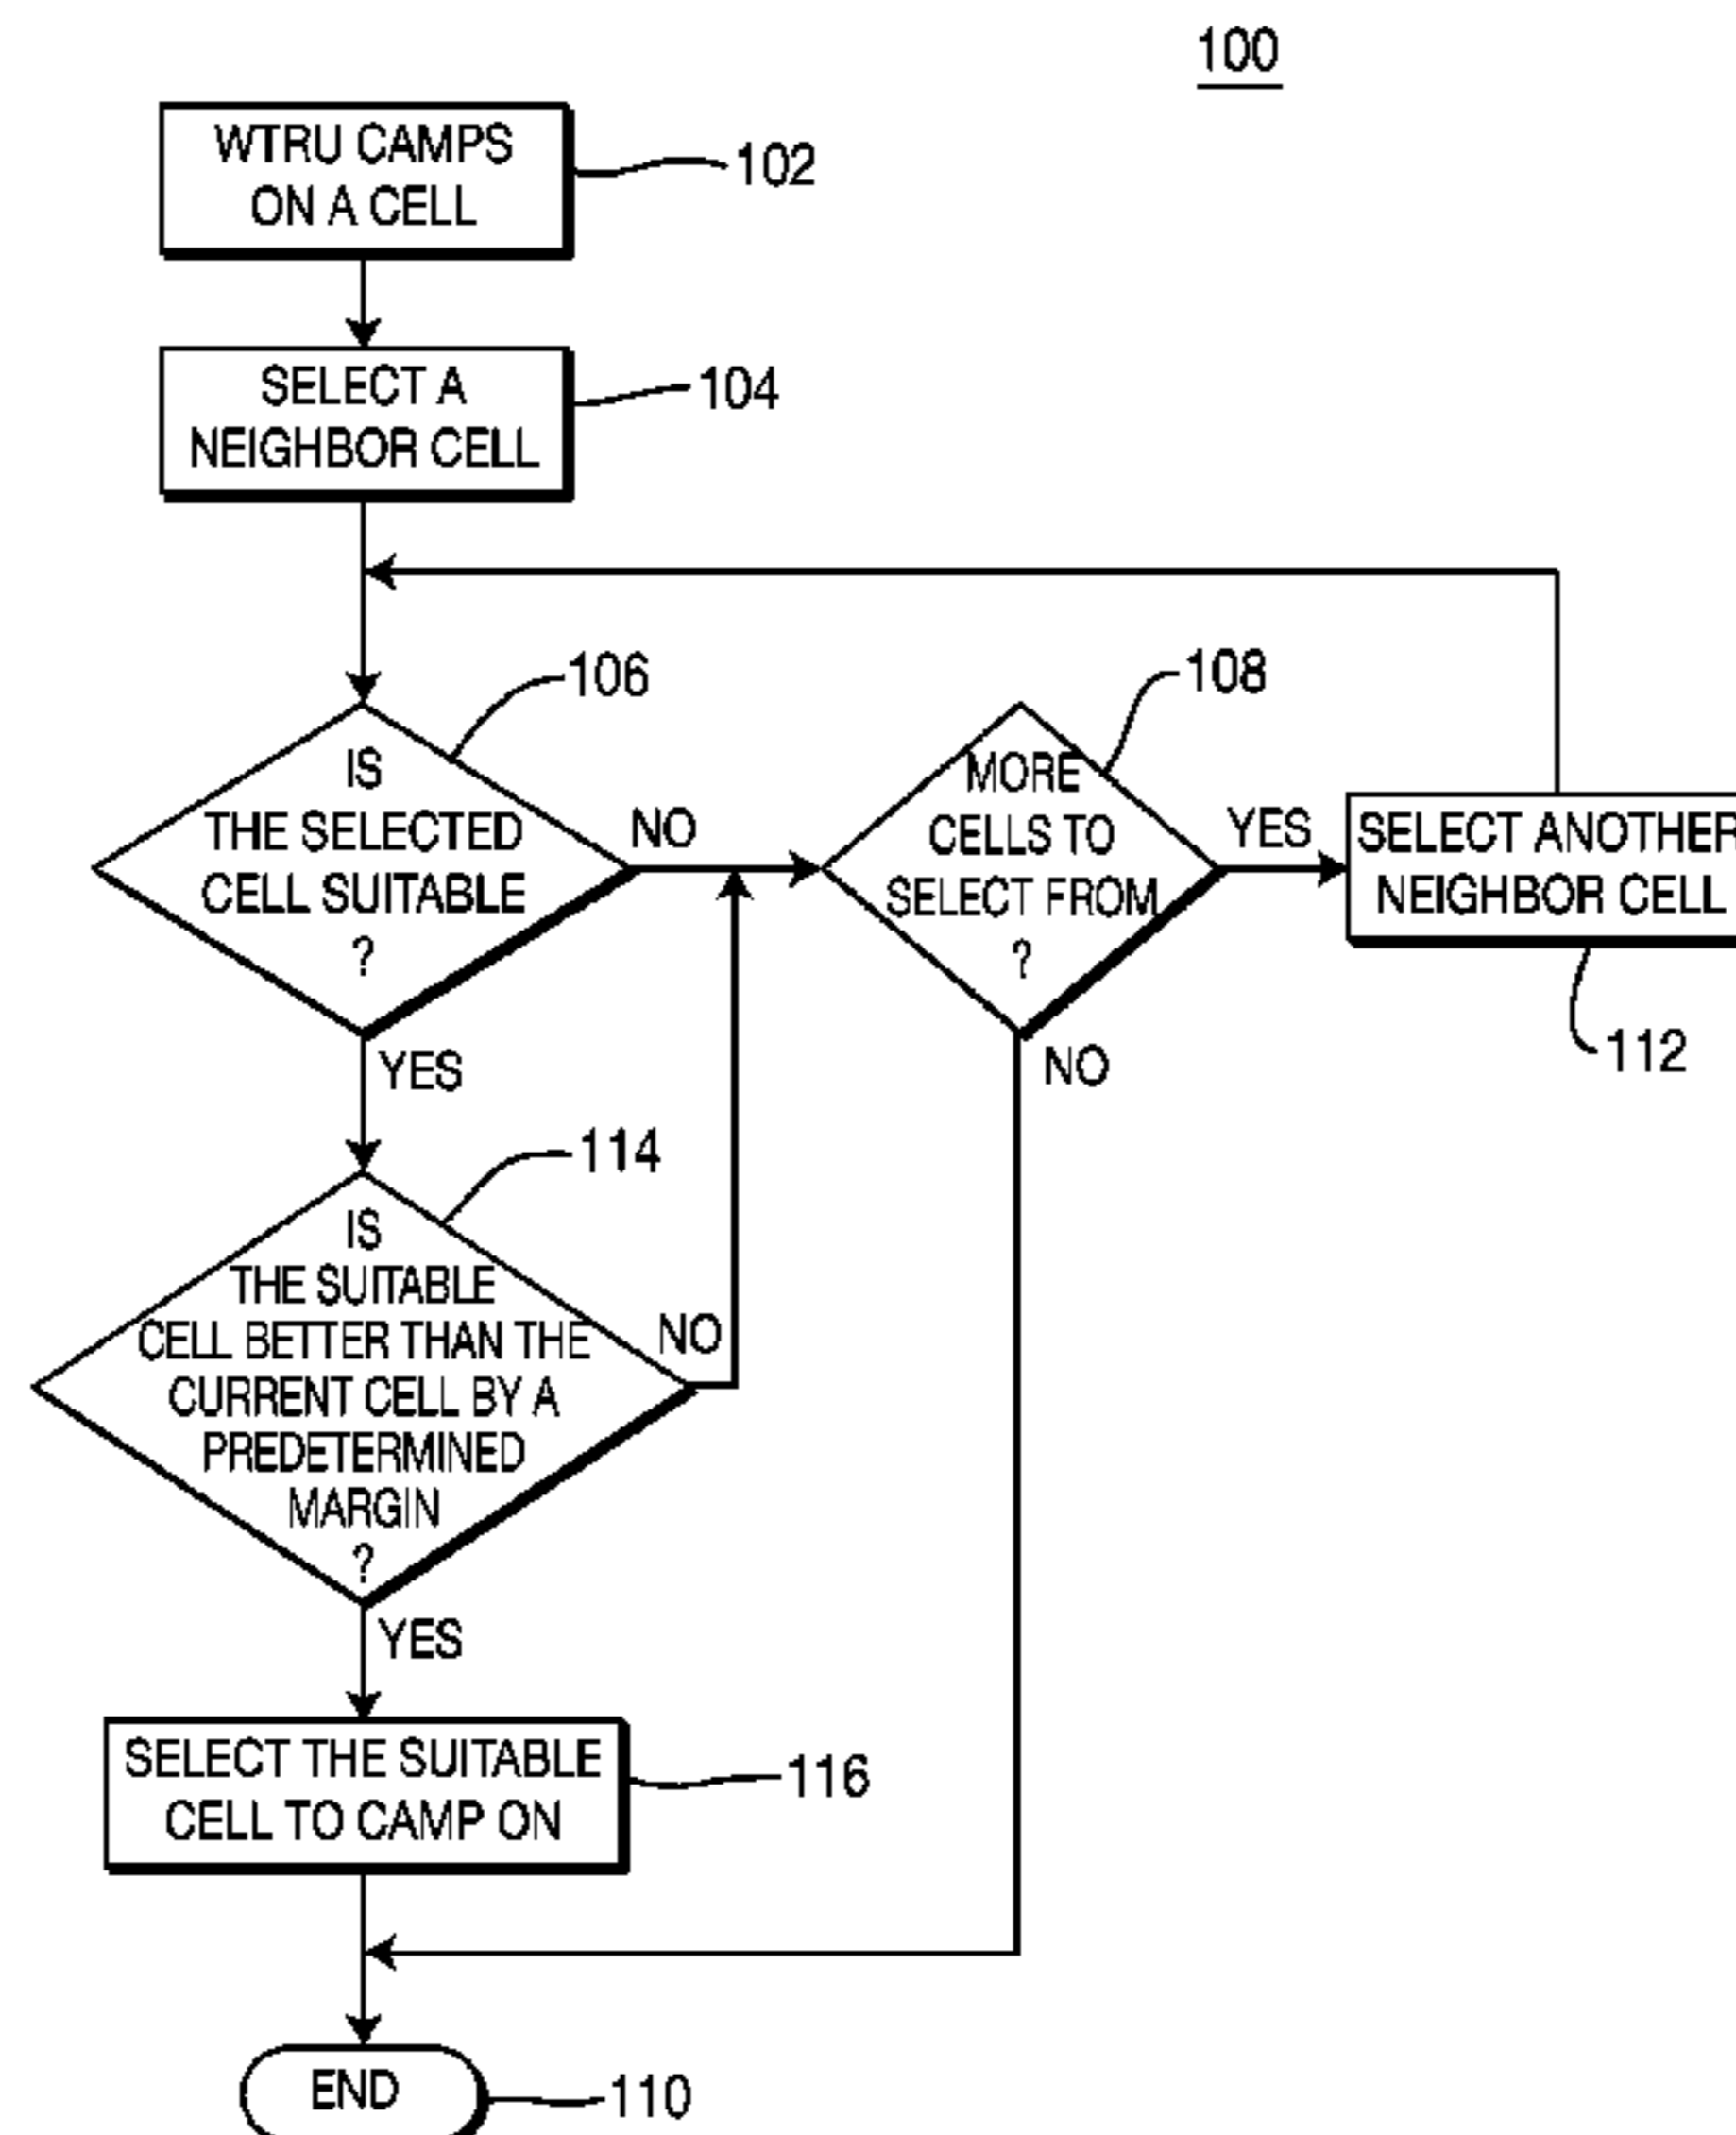 100
WTRU CAMPS
ON A CELL
102
SELECT A
NEIGHBOR CELL
104
106
IS
THE SELECTED
CELL SUITABLE
?
NO
YES
108
MORE
CELLS TO
SELECT FROM
?
YES
NO
SELECT ANOTHER
NEIGHBOR CELL
112
114
IS
THE SUITABLE
CELL BETTER THAN THE
CURRENT CELL BY A
PREDETERMINED
MARGIN
?
NO
YES
SELECT THE SUITABLE
CELL TO CAMP ON
116
END
110